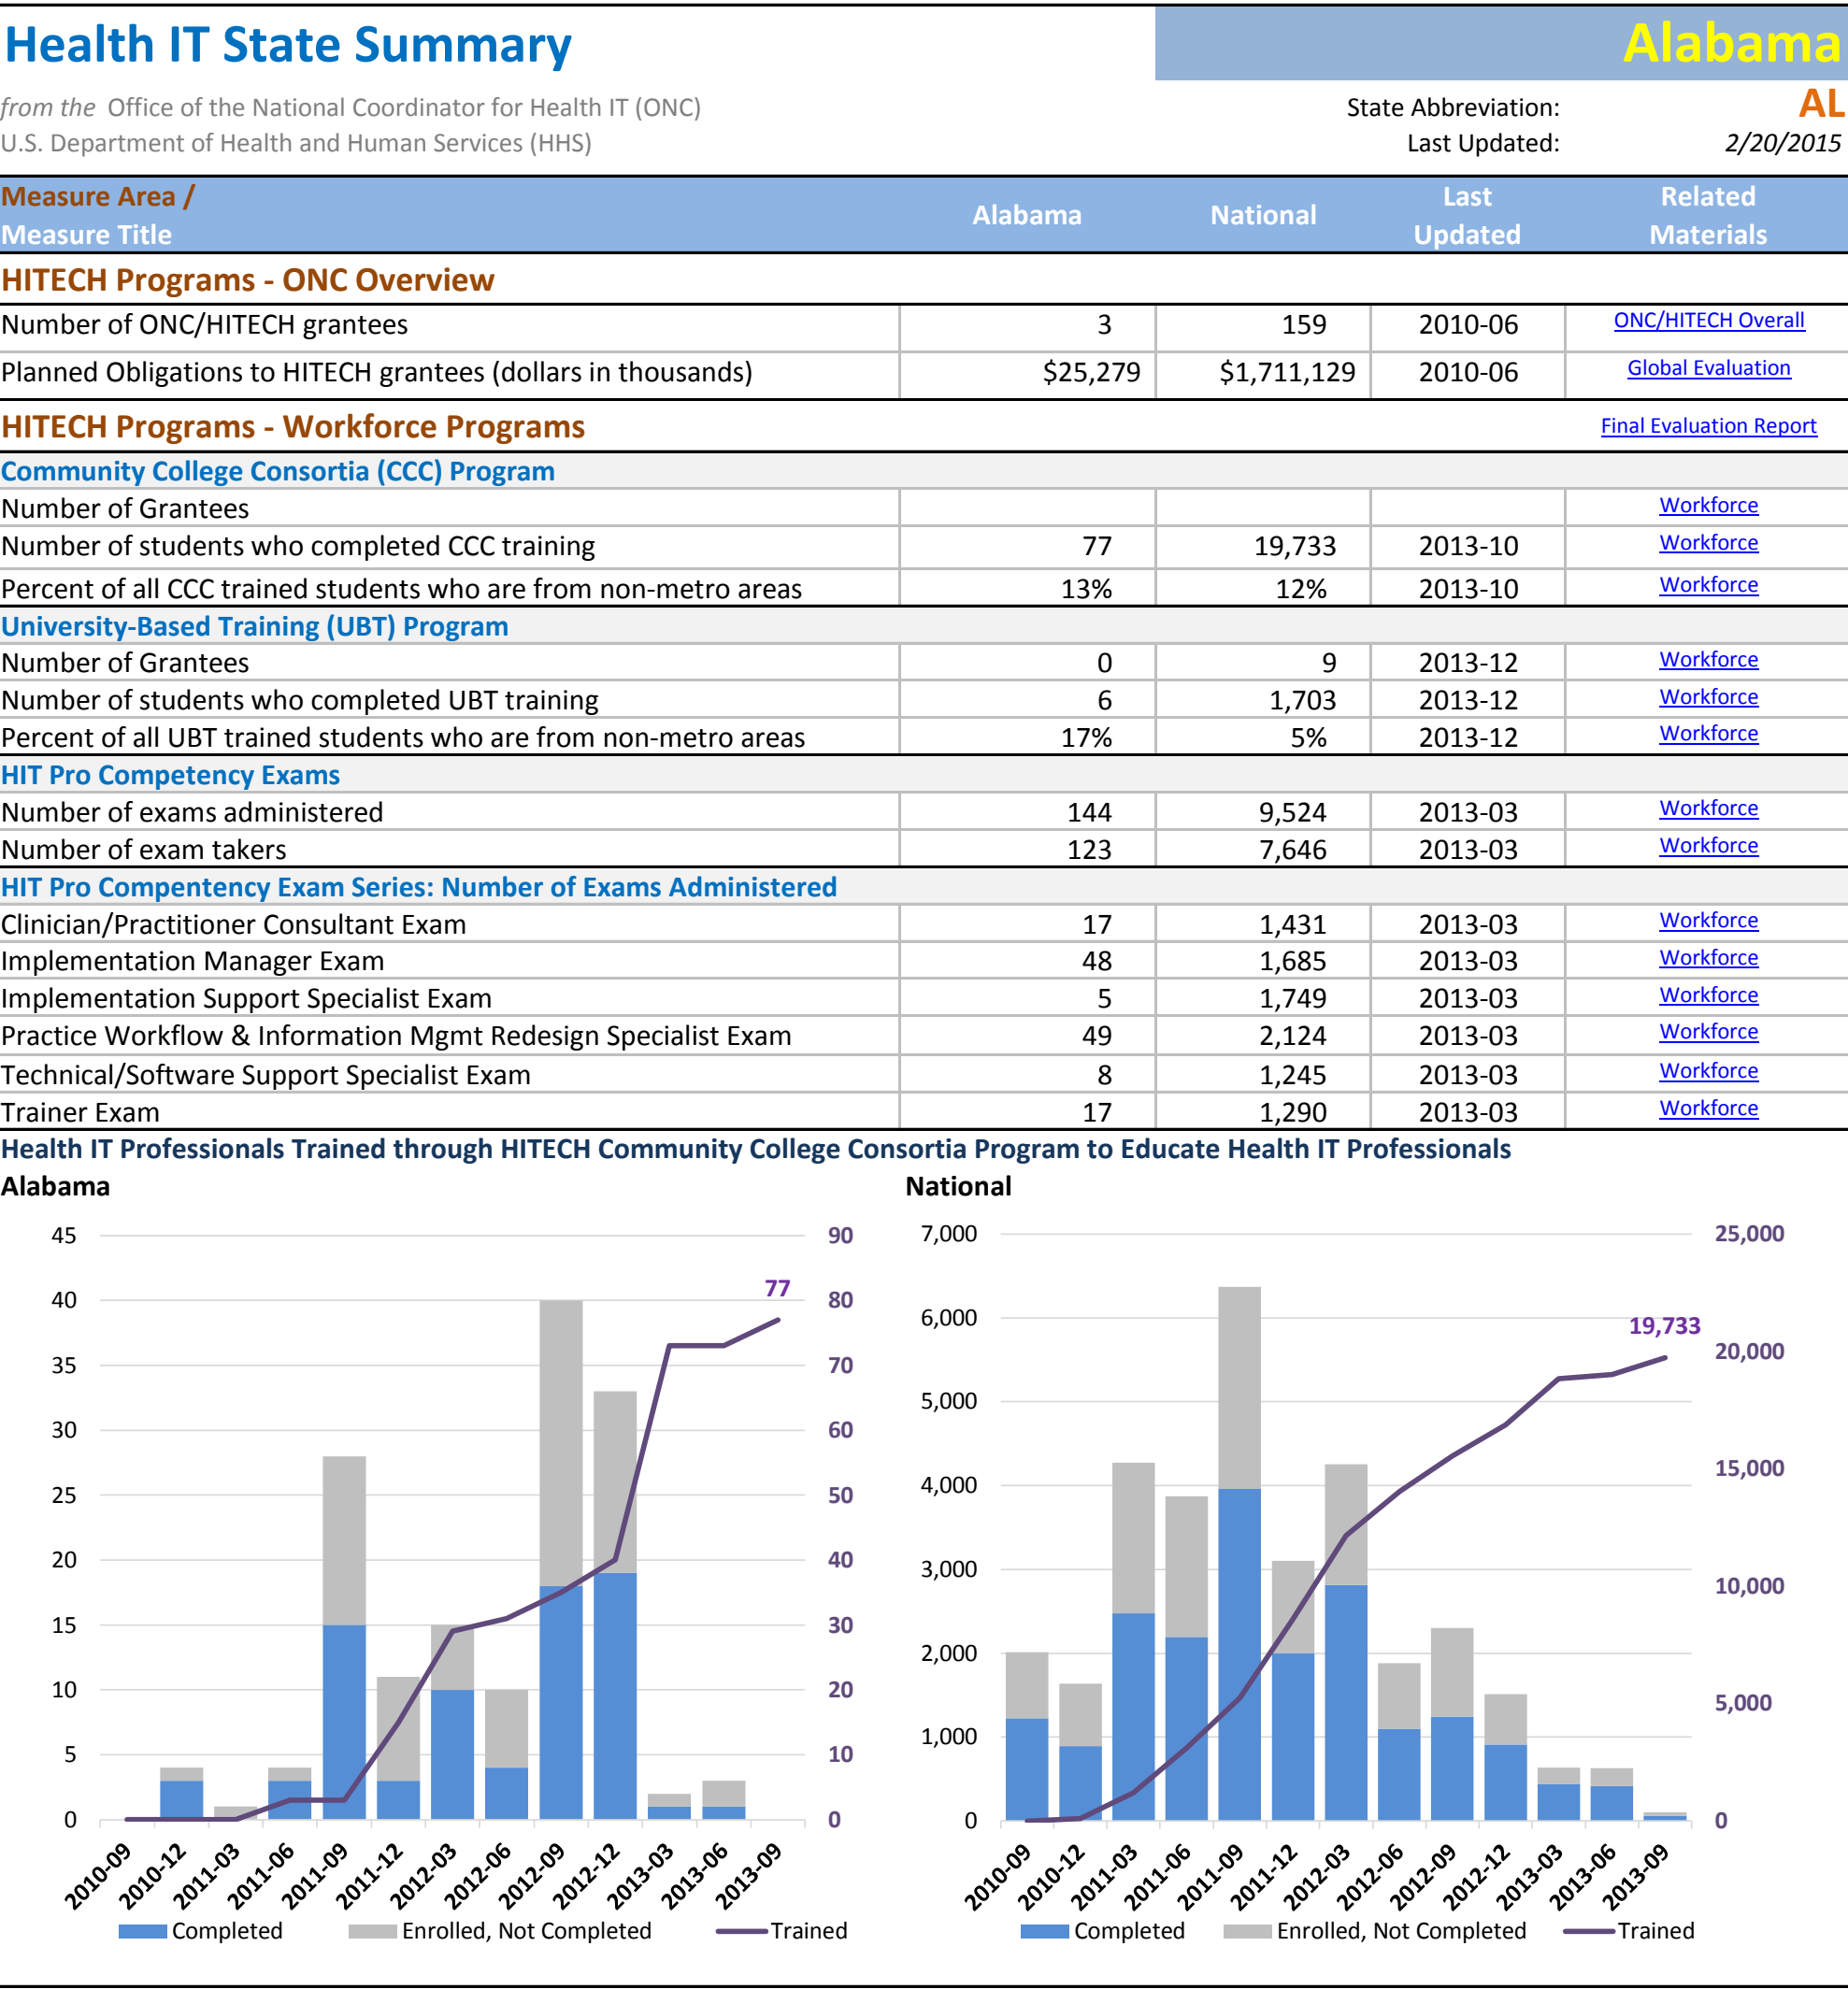 Health IT State Summary
Alabama
from the Office of the National Coordinator for Health IT (ONC)
State Abbreviation: AL
U.S. Department of Health and Human Services (HHS)
Last Updated: 2/20/2015
Measure Area /
Measure Title
Alabama
National
Last
Updated
Related
Materials
HITECH Programs - ONC Overview
Number of ONC/HITECH grantees 3 159 2010-06 ONC/HITECH Overall
Planned Obligations to HITECH grantees (dollars in thousands) $25,279 $1,711,129 2010-06 Global Evaluation
HITECH Programs - Workforce Programs Final Evaluation Report
Community College Consortia (CCC) Program
Number of Grantees Workforce
Number of students who completed CCC training 77 19,733 2013-10 Workforce
Percent of all CCC trained students who are from non-metro areas 13% 12% 2013-10 Workforce
University-Based Training (UBT) Program
Number of Grantees 0 9 2013-12 Workforce
Number of students who completed UBT training 6 1,703 2013-12 Workforce
Percent of all UBT trained students who are from non-metro areas 17% 5% 2013-12 Workforce
HIT Pro Competency Exams
Number of exams administered 144 9,524 2013-03 Workforce
Number of exam takers 123 7,646 2013-03 Workforce
HIT Pro Compentency Exam Series: Number of Exams Administered
Clinician/Practitioner Consultant Exam 17 1,431 2013-03 Workforce
Implementation Manager Exam 48 1,685 2013-03 Workforce
Implementation Support Specialist Exam 5 1,749 2013-03 Workforce
Practice Workflow & Information Mgmt Redesign Specialist Exam 49 2,124 2013-03 Workforce
Technical/Software Support Specialist Exam 8 1,245 2013-03 Workforce
Trainer Exam 17 1,290 2013-03 Workforce
Health IT Professionals Trained through HITECH Community College Consortia Program to Educate Health IT Professionals
Alabama
45 90
77
40 80
35 70
30 60
25 50
20 40
15 30
10 20
5 10
0 0
2010-09 2010-12 2011-03 2011-06 2011-09 2011-12 2012-03 2012-06 2012-09 2012-12 2013-03 2013-06 2013-09
Completed Enrolled, Not Completed Trained
National
7,000 25,000
6,000
19,733
20,000
5,000
15,000
4,000
3,000
10,000
2,000
5,000
1,000
0 0
2010-09 2010-12 2011-03 2011-06 2011-09 2011-12 2012-03 2012-06 2012-09 2012-12 2013-03 2013-06 2013-09
Completed Enrolled, Not Completed Trained